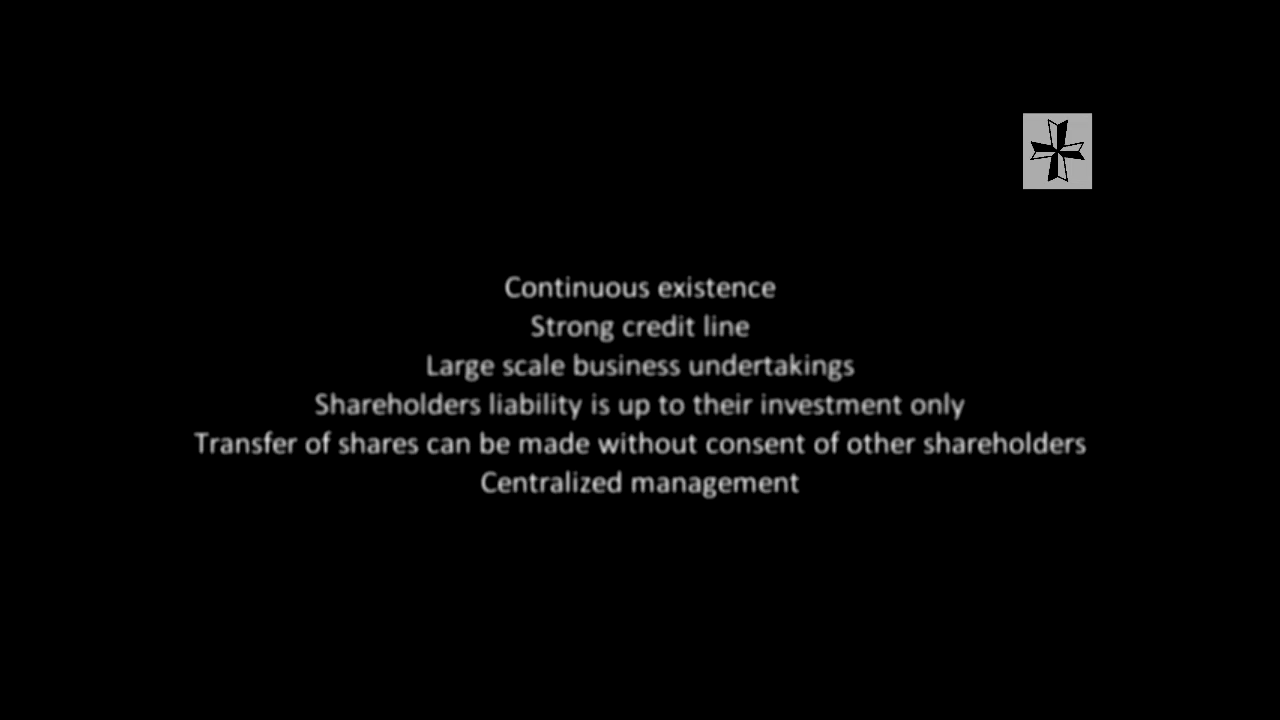 Continuous existence
Strong credit line
Large scale business undertakings
Shareholders liability is up to their investment only
Transfer of shares can be made without consent of other shareholders
Centralized management